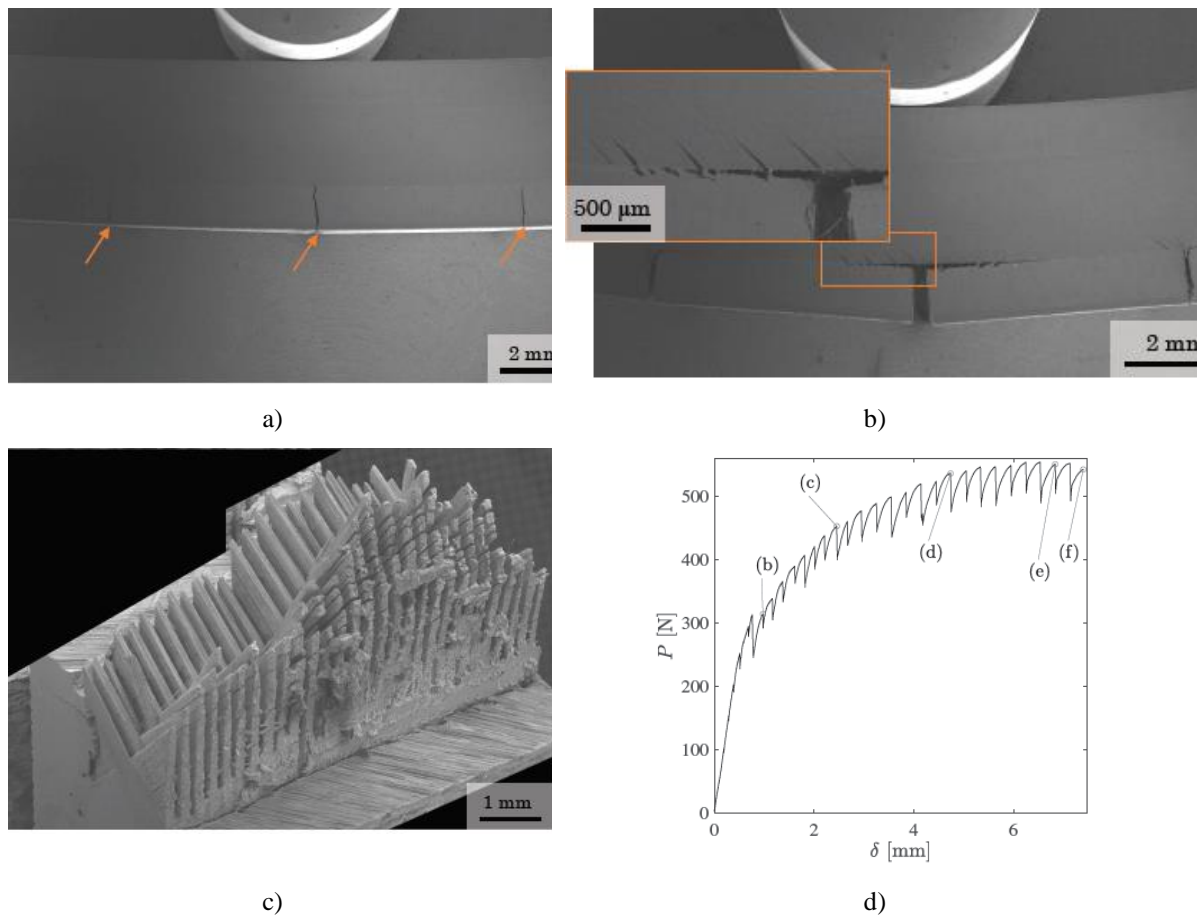 2 mm
a)
500 μm
2 mm
b)
1 mm
c)
500
400
300
200
100
0
P [N]
(c)
(b)
(d)
(e)
(f)
0
2
4
6
δ [mm]
d)